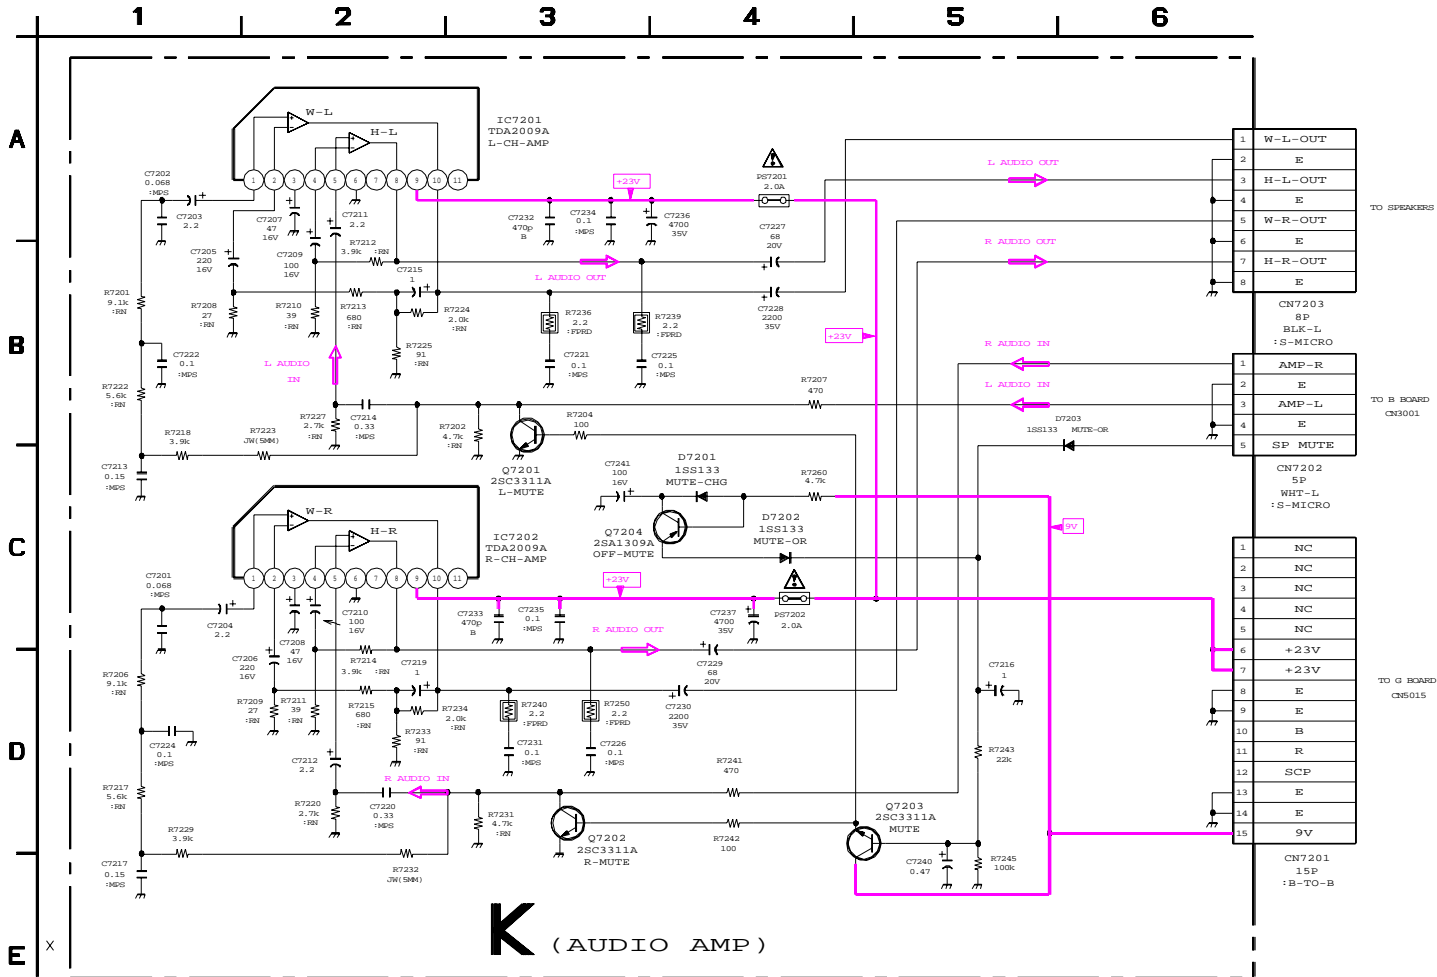 1 2 3 4 5 6
A
B
C
D
E
W-L
H-L
IC7201
TDA2009A
L-CH-AMP
1 2 3 4 5 6 7 8 9 10 11
C7202
0.068
:MPS
C7203
2.2
C7205
220
16V
C7207
47
16V
C7209
100
16V
C7211
2.2
R7212
3.9k :RN
C7215
1
+23V
C7232
470p
B
C7234
0.1
:MPS
C7236
4700
35V
PS7201
2.0A
C7227
68
20V
L AUDIO OUT
L AUDIO OUT
R AUDIO OUT
R7201
9.1k
:RN
R7208
27
:RN
R7210
39
:RN
R7213
680
:RN
R7224
2.0k
:RN
R7225
91
:RN
R7236
2.2
:FPRD
R7239
2.2
:FPRD
C7228
2200
35V
+23V
C7222
0.1
:MPS
L AUDIO
IN
C7221
0.1
:MPS
C7225
0.1
:MPS
R AUDIO IN
L AUDIO IN
R7222
5.6k
:RN
R7227
2.7k
:RN
C7214
0.33
:MPS
R7202
4.7k
:RN
R7204
100
R7207
470
D7203
1SS133 MUTE-OR
R7218
3.9k
R7223
JW(5MM)
C7213
0.15
:MPS
Q7201
2SC3311A
L-MUTE
C7241
100
16V
D7201
1SS133
MUTE-CHG
R7260
4.7k
Q7204
2SA1309A
OFF-MUTE
D7202
1SS133
MUTE-OR
9V
W-R
H-R
IC7202
TDA2009A
R-CH-AMP
1 2 3 4 5 6 7 8 9 10 11
C7201
0.068
:MPS
C7204
2.2
C7206
220
16V
C7208
47
16V
C7210
100
16V
R7214
3.9k :RN
C7219
1
+23V
C7233
470p
B
C7235
0.1
:MPS
C7237
4700
35V
PS7202
2.0A
R AUDIO OUT
C7229
68
20V
R7206
9.1k
:RN
R7209
27
:RN
R7211
39
:RN
R7215
680
:RN
R7234
2.0k
:RN
R7233
91
:RN
R7240
2.2
:FPRD
R7250
2.2
:FPRD
C7230
2200
35V
C7216
1
C7224
0.1
:MPS
C7212
2.2
C7231
0.1
:MPS
C7226
0.1
:MPS
R7241
470
R7243
22k
R AUDIO IN
R7217
5.6k
:RN
R7220
2.7k
:RN
C7220
0.33
:MPS
R7231
4.7k
:RN
Q7202
2SC3311A
R-MUTE
R7242
100
Q7203
2SC3311A
MUTE
R7229
3.9k
R7232
JW(5MM)
C7217
0.15
:MPS
C7240
0.47
R7245
100k
1 W-L-OUT
2 E
3 H-L-OUT
4 E
5 W-R-OUT
6 E
7 H-R-OUT
8 E
TO SPEAKERS
CN7203
8P
BLK-L
:S-MICRO
1 AMP-R
2 E
3 AMP-L
4 E
5 SP MUTE
TO B BOARD
CN3001
CN7202
5P
WHT-L
:S-MICRO
1 NC
2 NC
3 NC
4 NC
5 NC
6 +23V
7 +23V
8 E
9 E
10 B
11 R
12 SCP
13 E
14 E
15 9V
TO G BOARD
CN5015
CN7201
15P
:B-TO-B
X
K (AUDIO AMP)